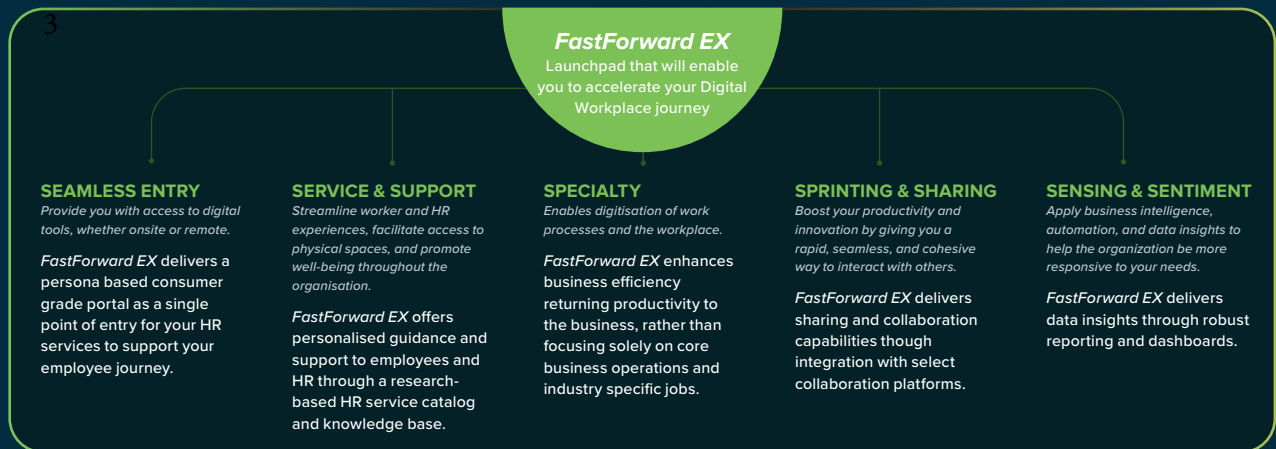 3
FastForward EX
Launchpad that will enable
you to accelerate your Digital
Workplace journey
SEAMLESS ENTRY
Provide you with access to digital
tools, whether onsite or remote.
FastForward EX delivers a
persona based consumer
grade portal as a single
point of entry for your HR
services to support your
employee journey.
SERVICE & SUPPORT
Streamline worker and HR
experiences, facilitate access to
physical spaces, and promote
well-being throughout the
organisation.
FastForward EX offers
personalised guidance and
support to employees and
HR through a research-
based HR service catalog
and knowledge base.
SPECIALTY
Enables digitisation of work
processes and the workplace.
FastForward EX enhances
business efficiency
returning productivity to
the business, rather than
focusing solely on core
business operations and
industry specific jobs.
SPRINTING & SHARING
Boost your productivity and
innovation by giving you a
rapid, seamless, and cohesive
way to interact with others.
FastForward EX delivers
sharing and collaboration
capabilities though
integration with select
collaboration platforms.
SENSING & SENTIMENT
Apply business intelligence,
automation, and data insights to
help the organization be more
responsive to your needs.
FastForward EX delivers
data insights through robust
reporting and dashboards.